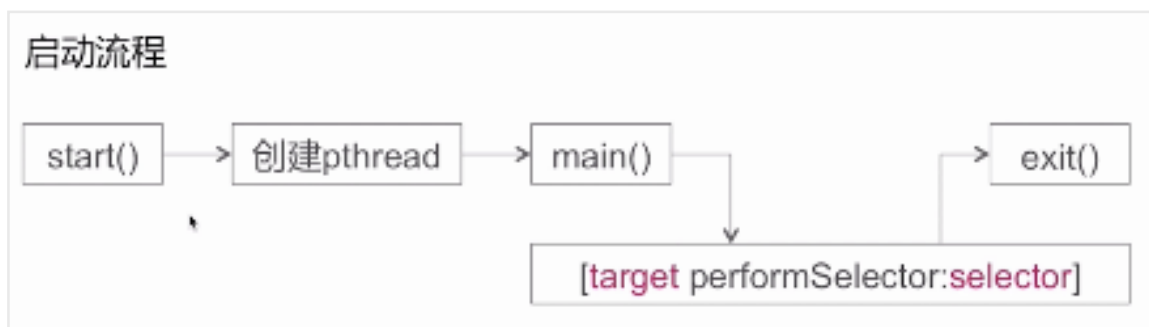 启动流程
start()
创建pthread
main()
exit()
[target performSelector:selector]